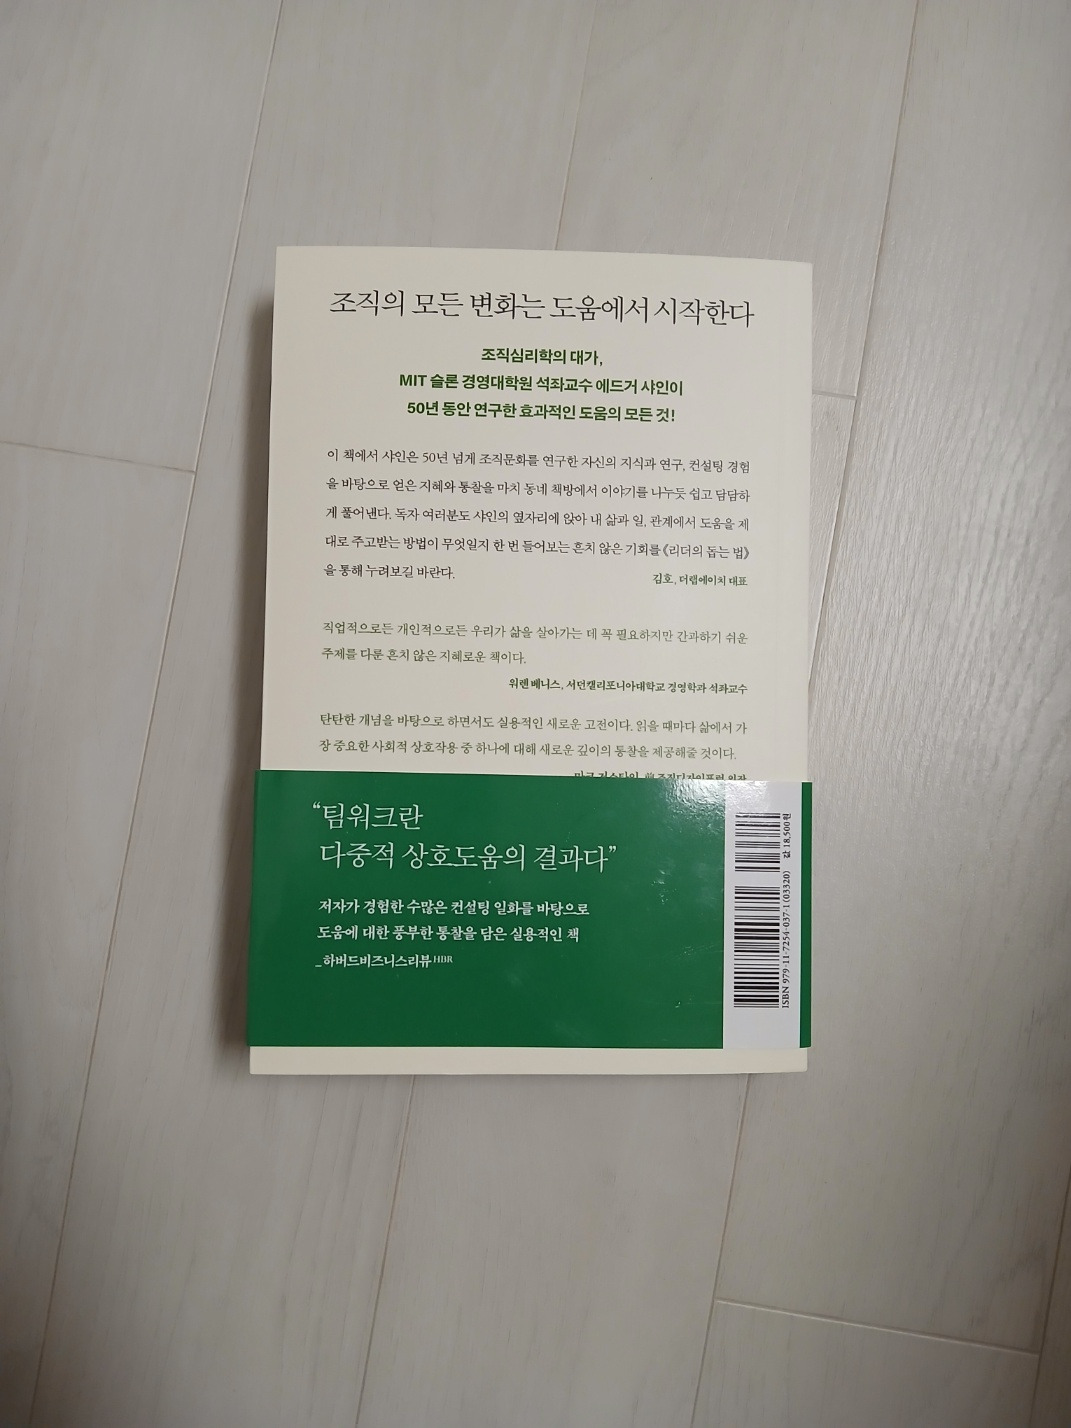 조직의 모든 변화는 도움에서 시작한다
조직심리학의 대가,
MIT 슬론 경영대학원 석좌교수 에드거 샤인이
50년 동안 연구한 효과적인 도움의 모든 것!
이 책에서 샤인은 50년 넘게 조직문화를 연구한 자신의 지식과 연구, 컨설팅 경험
을 바탕으로 얻은 지혜와 통찰을 마치 동네 책방에서 이야기를 나누듯 쉽고 담담하
게 풀어낸다. 독자 여러분도 샤인의 옆자리에 앉아 내 삶과 일, 관계에서 도움을 제
대로 주고받는 방법이 무엇일지 한 번 들어보는 흔치 않은 기회를 《리더의 돕는 법》
을 통해 누려보길 바란다.
김호, 더랩에이치 대표
직업적으로든 개인적으로든 우리가 삶을 살아가는 데 꼭 필요하지만 간과하기 쉬운
주제를 다룬 흔치 않은 지혜로운 책이다.
워렌 베니스, 서던캘리포니아대학교 경영학과 석좌교수
탄탄한 개념을 바탕으로 하면서도 실용적인 새로운 고전이다. 읽을 때마다 삶에서 가
장 중요한 사회적 상호작용 중 하나에 대해 새로운 깊이의 통찰을 제공해줄 것이다.
“팀워크란
다중적 상호도움의 결과다”
저자가 경험한 수많은 컨설팅 일화를 바탕으로
도움에 대한 풍부한 통찰을 담은 실용적인 책
_하버드비즈니스리뷰 HBR
값 18,500원
ISBN 979-11-7254-037-1 (03320)